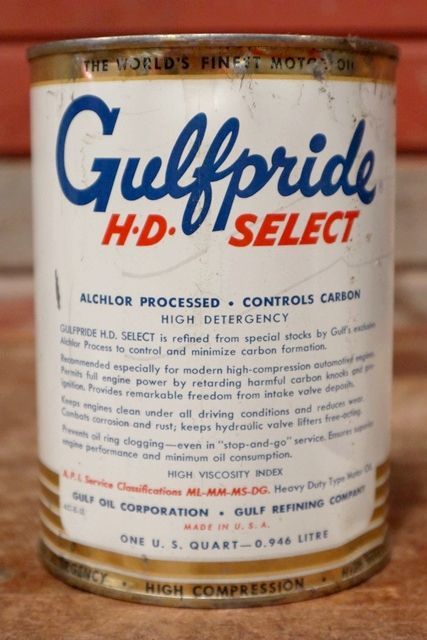 THE WORLD'S FINEST MOTOR OIL
Gulfpride
H·D· SELECT
ALCHLOR PROCESSED • CONTROLS CARBON
HIGH DETERGENCY
GULFPRIDE H.D. SELECT is refined from special stocks by Gulf's exclusive
Alchlor Process to control and minimize carbon formation.
Recommended especially for modern high-compression automotive engines.
Permits full engine power by retarding harmful carbon knocks and
ignition. Provides remarkable freedom from intake valve deposits.
Keeps engines clean under all driving conditions and reduces wear.
Combats corrosion and rust; keeps hydraulic valve lifters free-acting.
Prevents oil ring clogging—even in "stop-and-go" service. Ensures superior
engine performance and minimum oil consumption.
HIGH VISCOSITY INDEX
A.P.I. Service Classifications ML-MM-MS-DG. Heavy Duty Type Motor Oil.
GULF OIL CORPORATION • GULF REFINING COMPANY
MADE IN U.S.A.
ONE U.S. QUART—0.946 LITRE
• HIGH COMPRESSION •